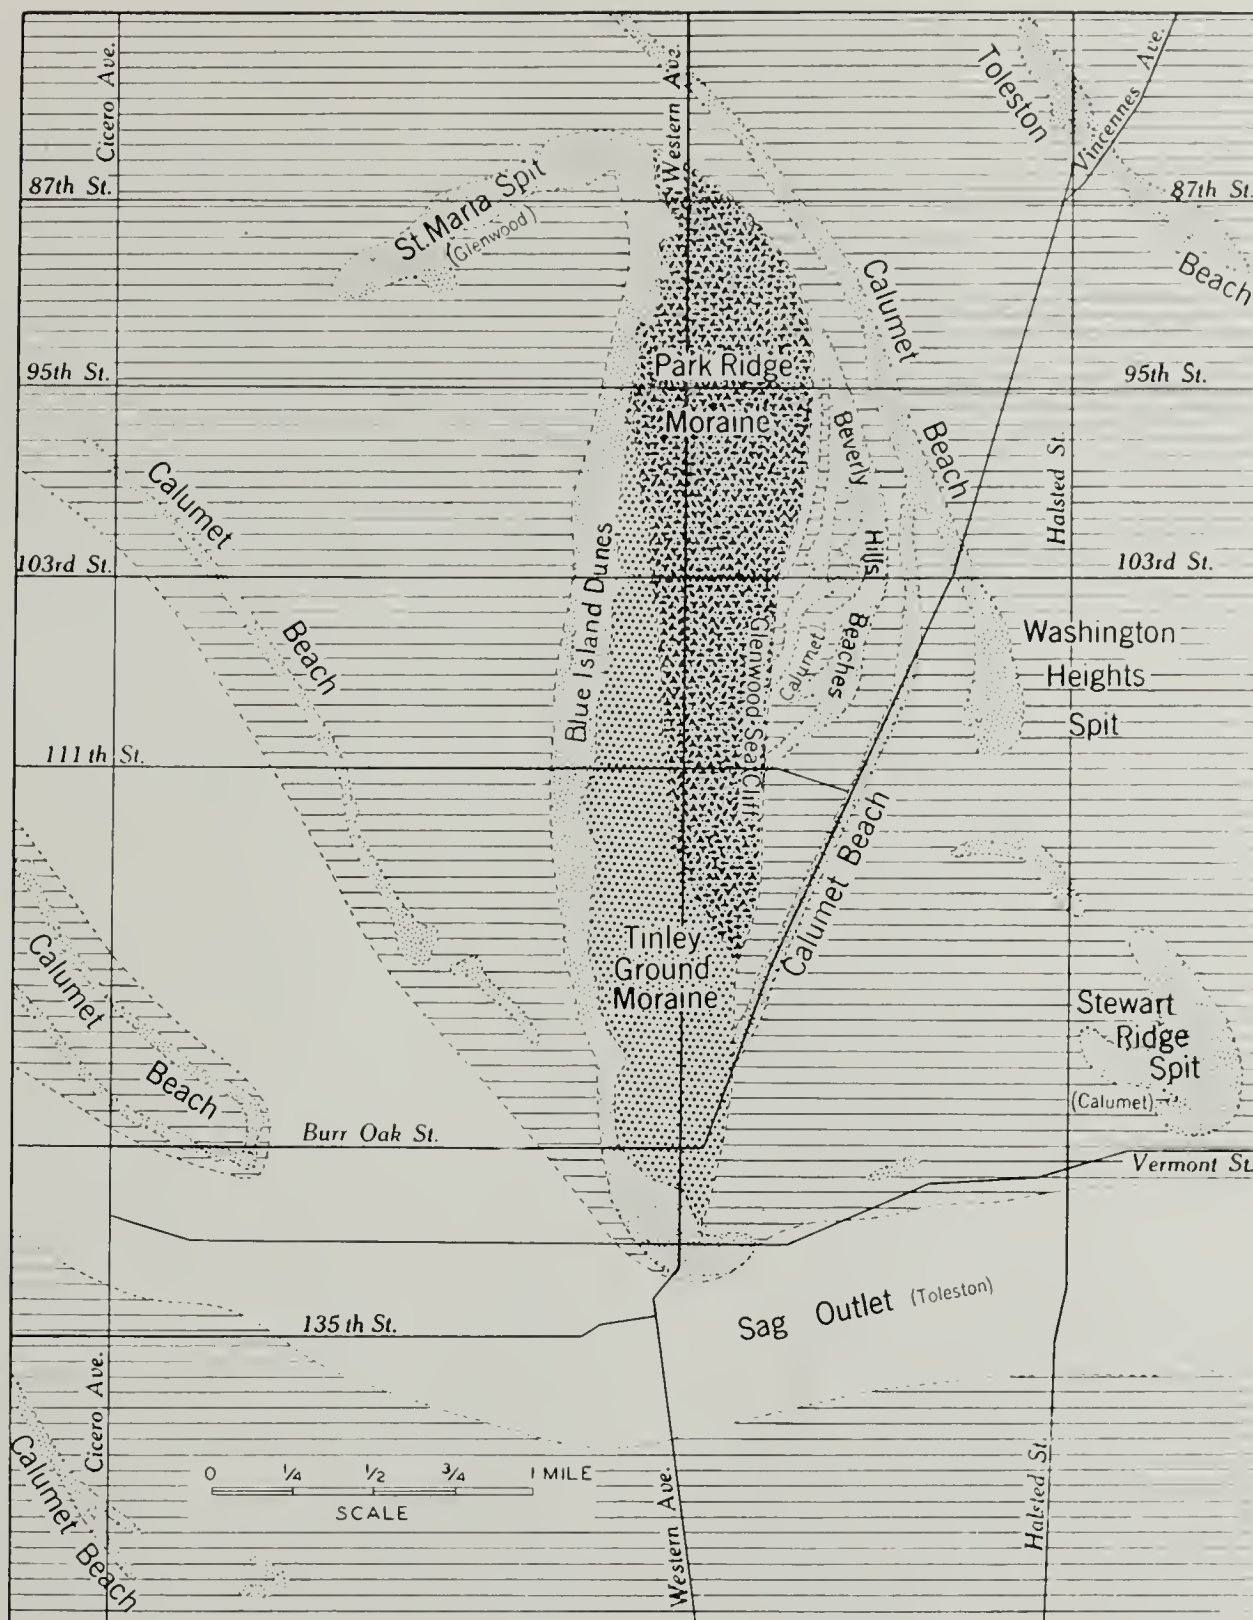 Cicero Ave.
Western Ave.
Toleston
Vincennes Ave.
87th St.
87th St.
St. Maria Spit
(Glenwood)
Beach
Calumet
95th St.
Park Ridge
95th St.
Moraine
Beverly
Beach
Halsted St.
Calumet
103rd St.
Hills
103rd St.
Blue Island Dunes
Glenwood Sea Cliff
Calumet
Beaches
Beach
Washington
Heights
Spit
111th St.
Calumet Beach
Tinley
Ground
Moraine
Calumet
Beach
Stewart
Ridge
Spit
(Calumet)
Burr Oak St.
Vermont St.
Sag Outlet (Toleston)
135th St.
Cicero Ave.
Calumet
Beach
0 1/4 1/2 3/4 1 MILE
SCALE
Western Ave.
Halsted St.